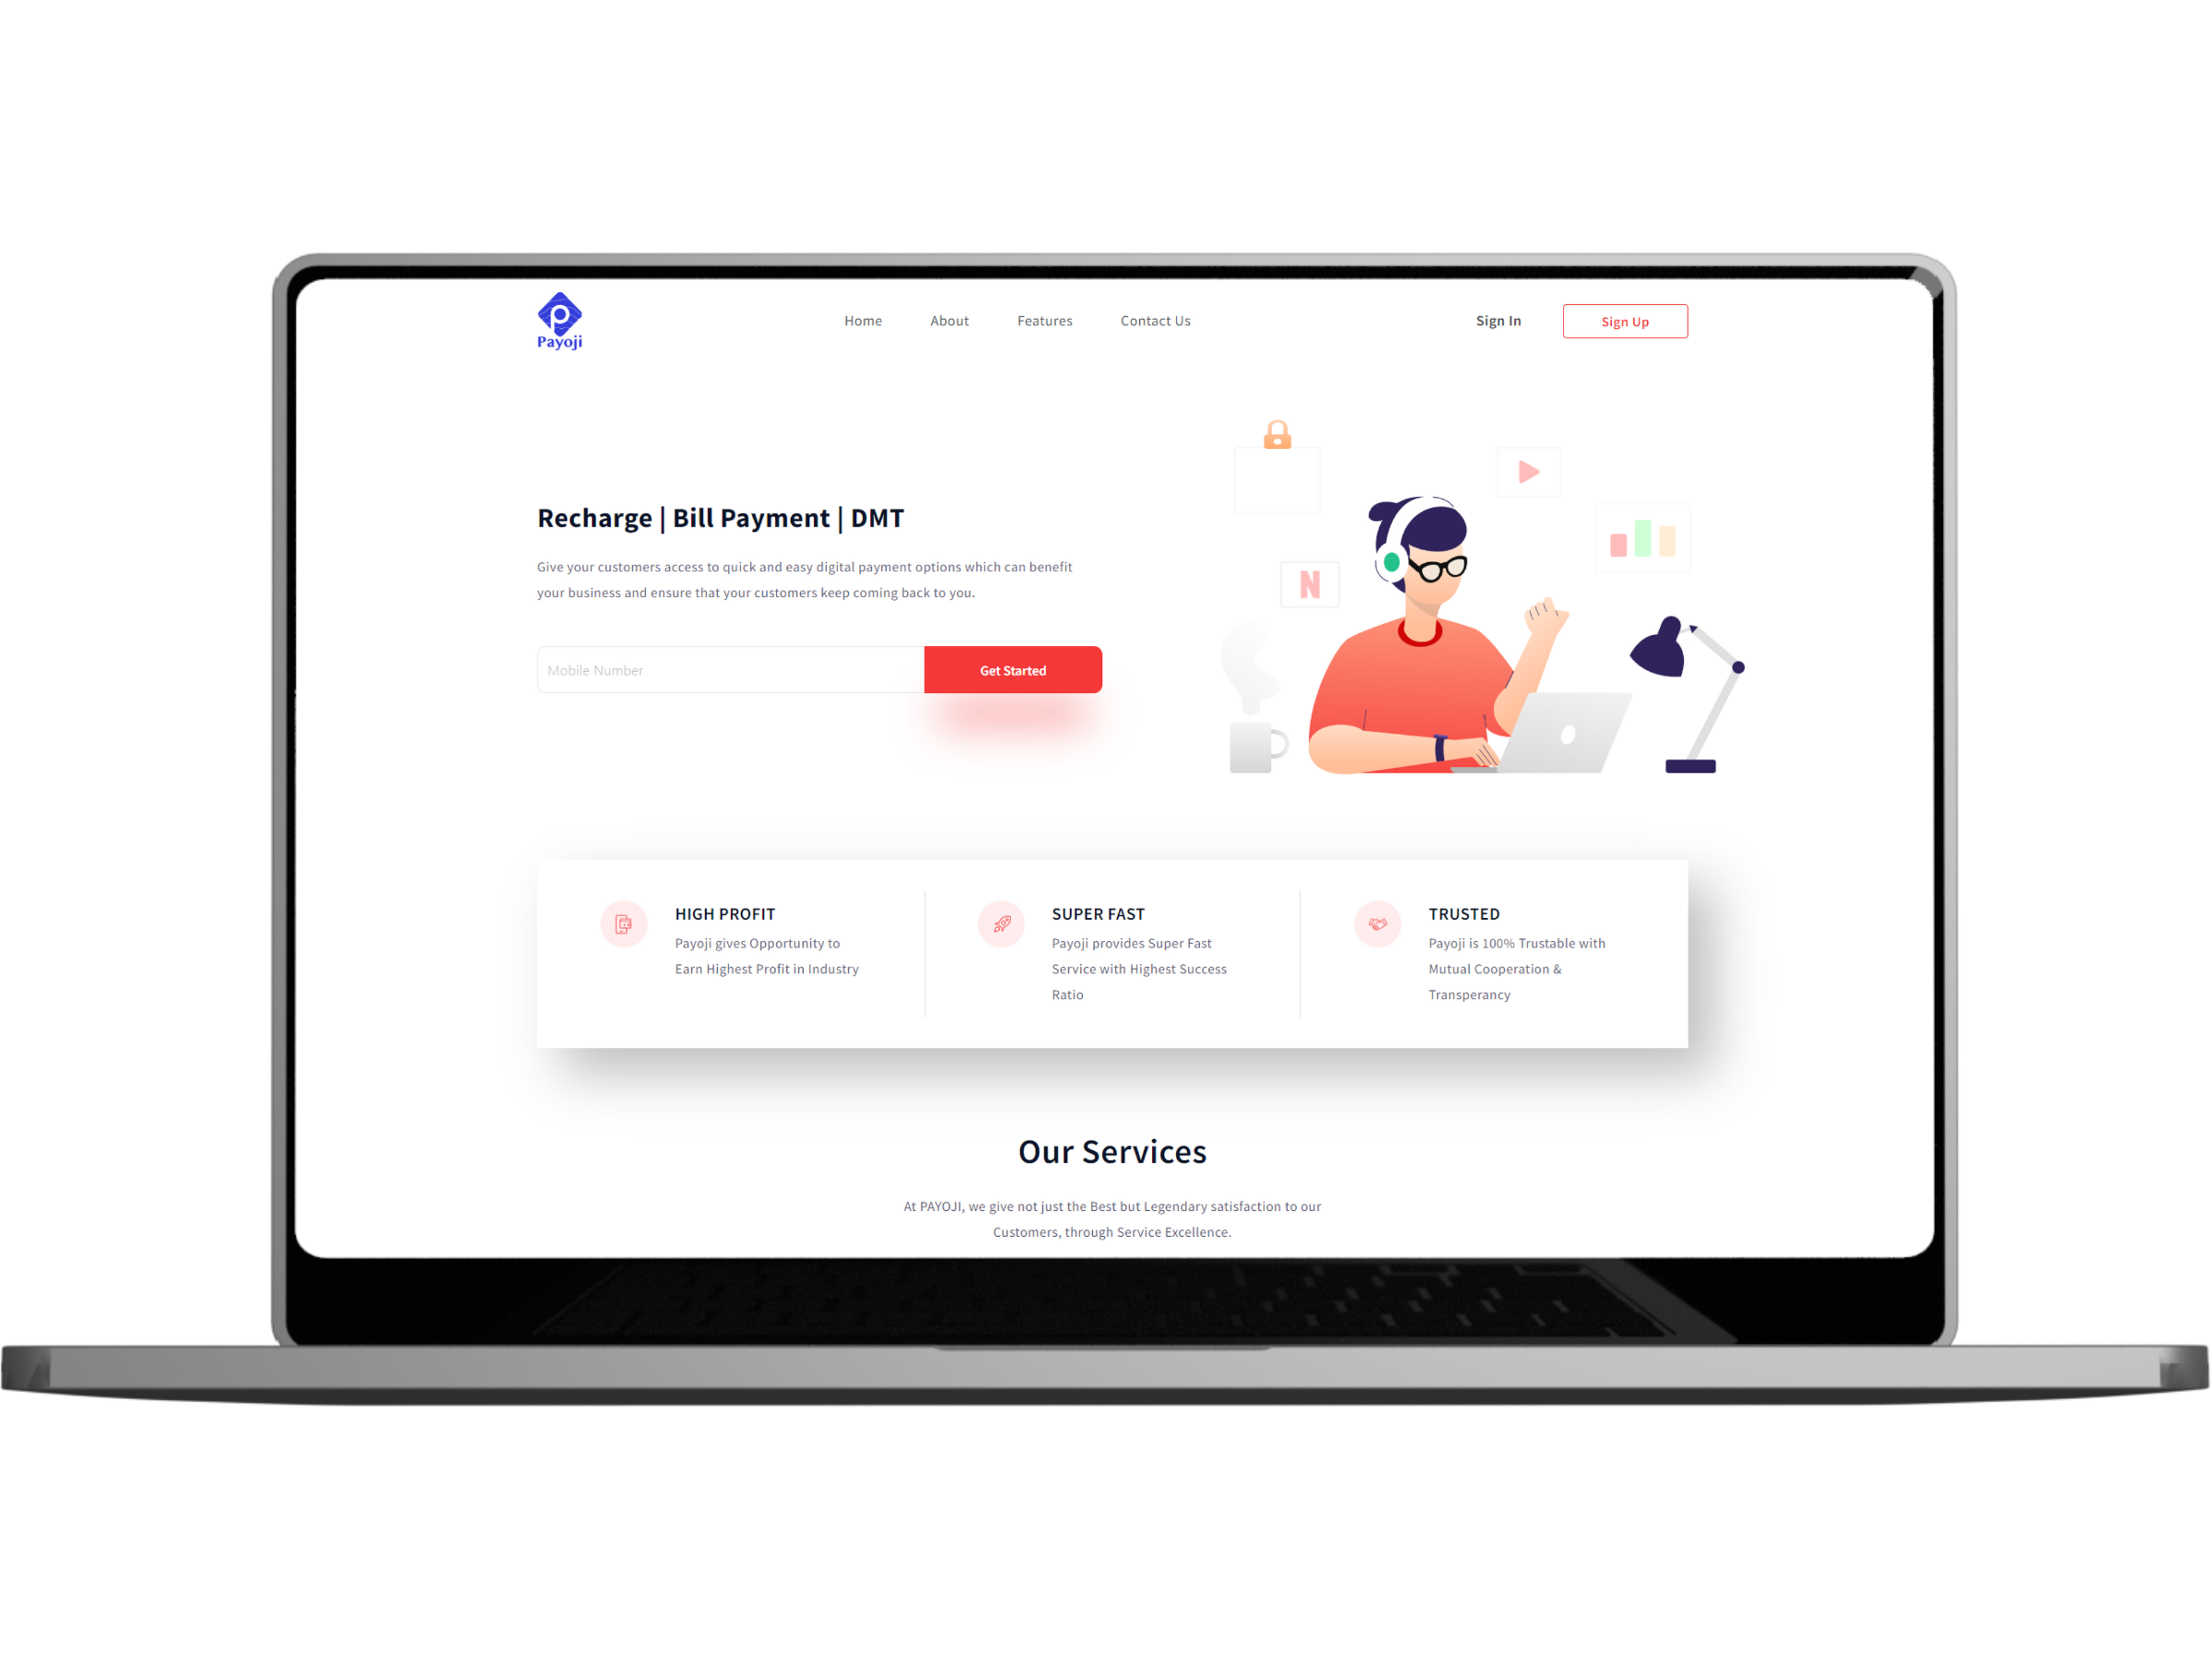 Payoji
Home About Features Contact Us Sign In Sign Up
Recharge | Bill Payment | DMT
Give your customers access to quick and easy digital payment options which can benefit
your business and ensure that your customers keep coming back to you.
Mobile Number Get Started
N
HIGH PROFIT
Payoji gives Opportunity to
Earn Highest Profit in Industry
SUPER FAST
Payoji provides Super Fast
Service with Highest Success
Ratio
TRUSTED
Payoji is 100% Trustable with
Mutual Cooperation &
Transperancy
Our Services
At PAYOJI, we give not just the Best but Legendary satisfaction to our
Customers, through Service Excellence.